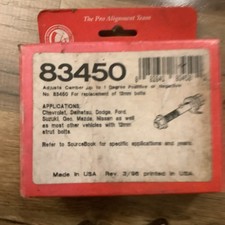 The Pro Alignment Team
83450
Adjusts Camber up to 1 Degree Positive or Negative
No. 83450 For replacement of 12mm bolts
APPLICATIONS:
Chevrolet, Daihatsu, Dodge, Ford,
Suzuki, Geo, Mazda, Nissan as well
as most other vehicles with 12mm
strut bolts
Refer to SourceBook for specific applications and years.
Made in USA Rev. 2/96 printed in USA